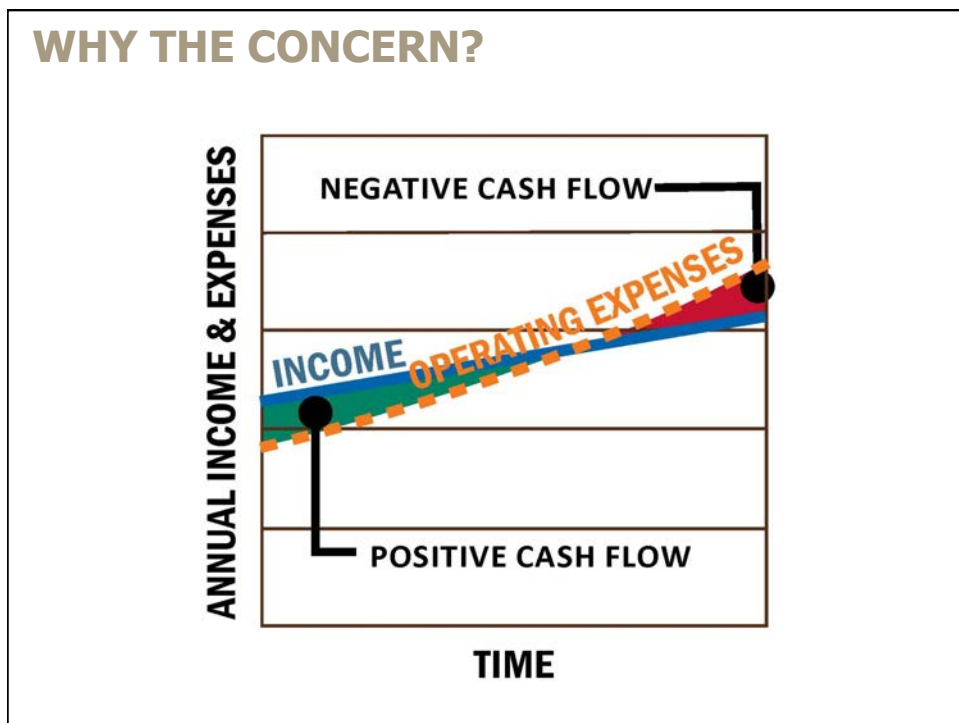 WHY THE CONCERN?
ANNUAL INCOME & EXPENSES
NEGATIVE CASH FLOW
INCOME
OPERATING EXPENSES
POSITIVE CASH FLOW
TIME